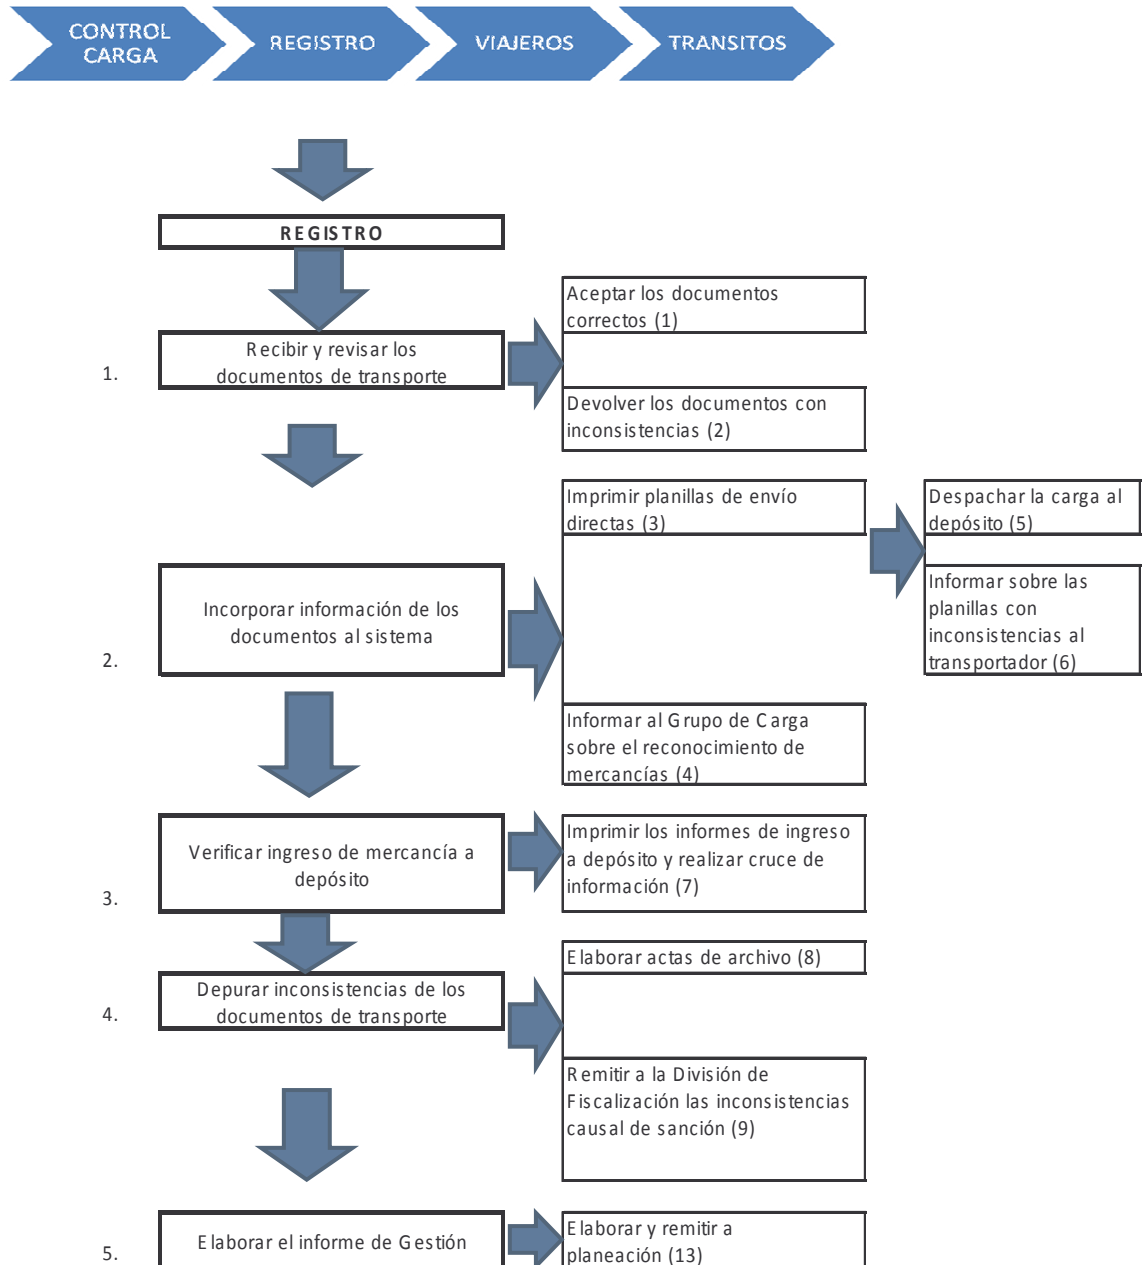 CONTROL
CARGA
REGISTRO
VIAJEROS
TRANSITOS
REGISTRO
1.
Recibir y revisar los
documentos de transporte
Aceptar los documentos
correctos (1)
Devolver los documentos con
inconsistencias (2)
2.
Incorporar información de los
documentos al sistema
Imprimir planillas de envío
directas (3)
Informar al Grupo de Carga
sobre el reconocimiento de
mercancías (4)
Despachar la carga al
depósito (5)
Informar sobre las
planillas con
inconsistencias al
transportador (6)
3.
Verificar ingreso de mercancía a
depósito
Imprimir los informes de ingreso
a depósito y realizar cruce de
información (7)
4.
Depurar inconsistencias de los
documentos de transporte
Elaborar actas de archivo (8)
Remitir a la División de
Fiscalización las inconsistencias
causal de sanción (9)
5.
Elaborar el informe de Gestión
Elaborar y remitir a
planeación (13)